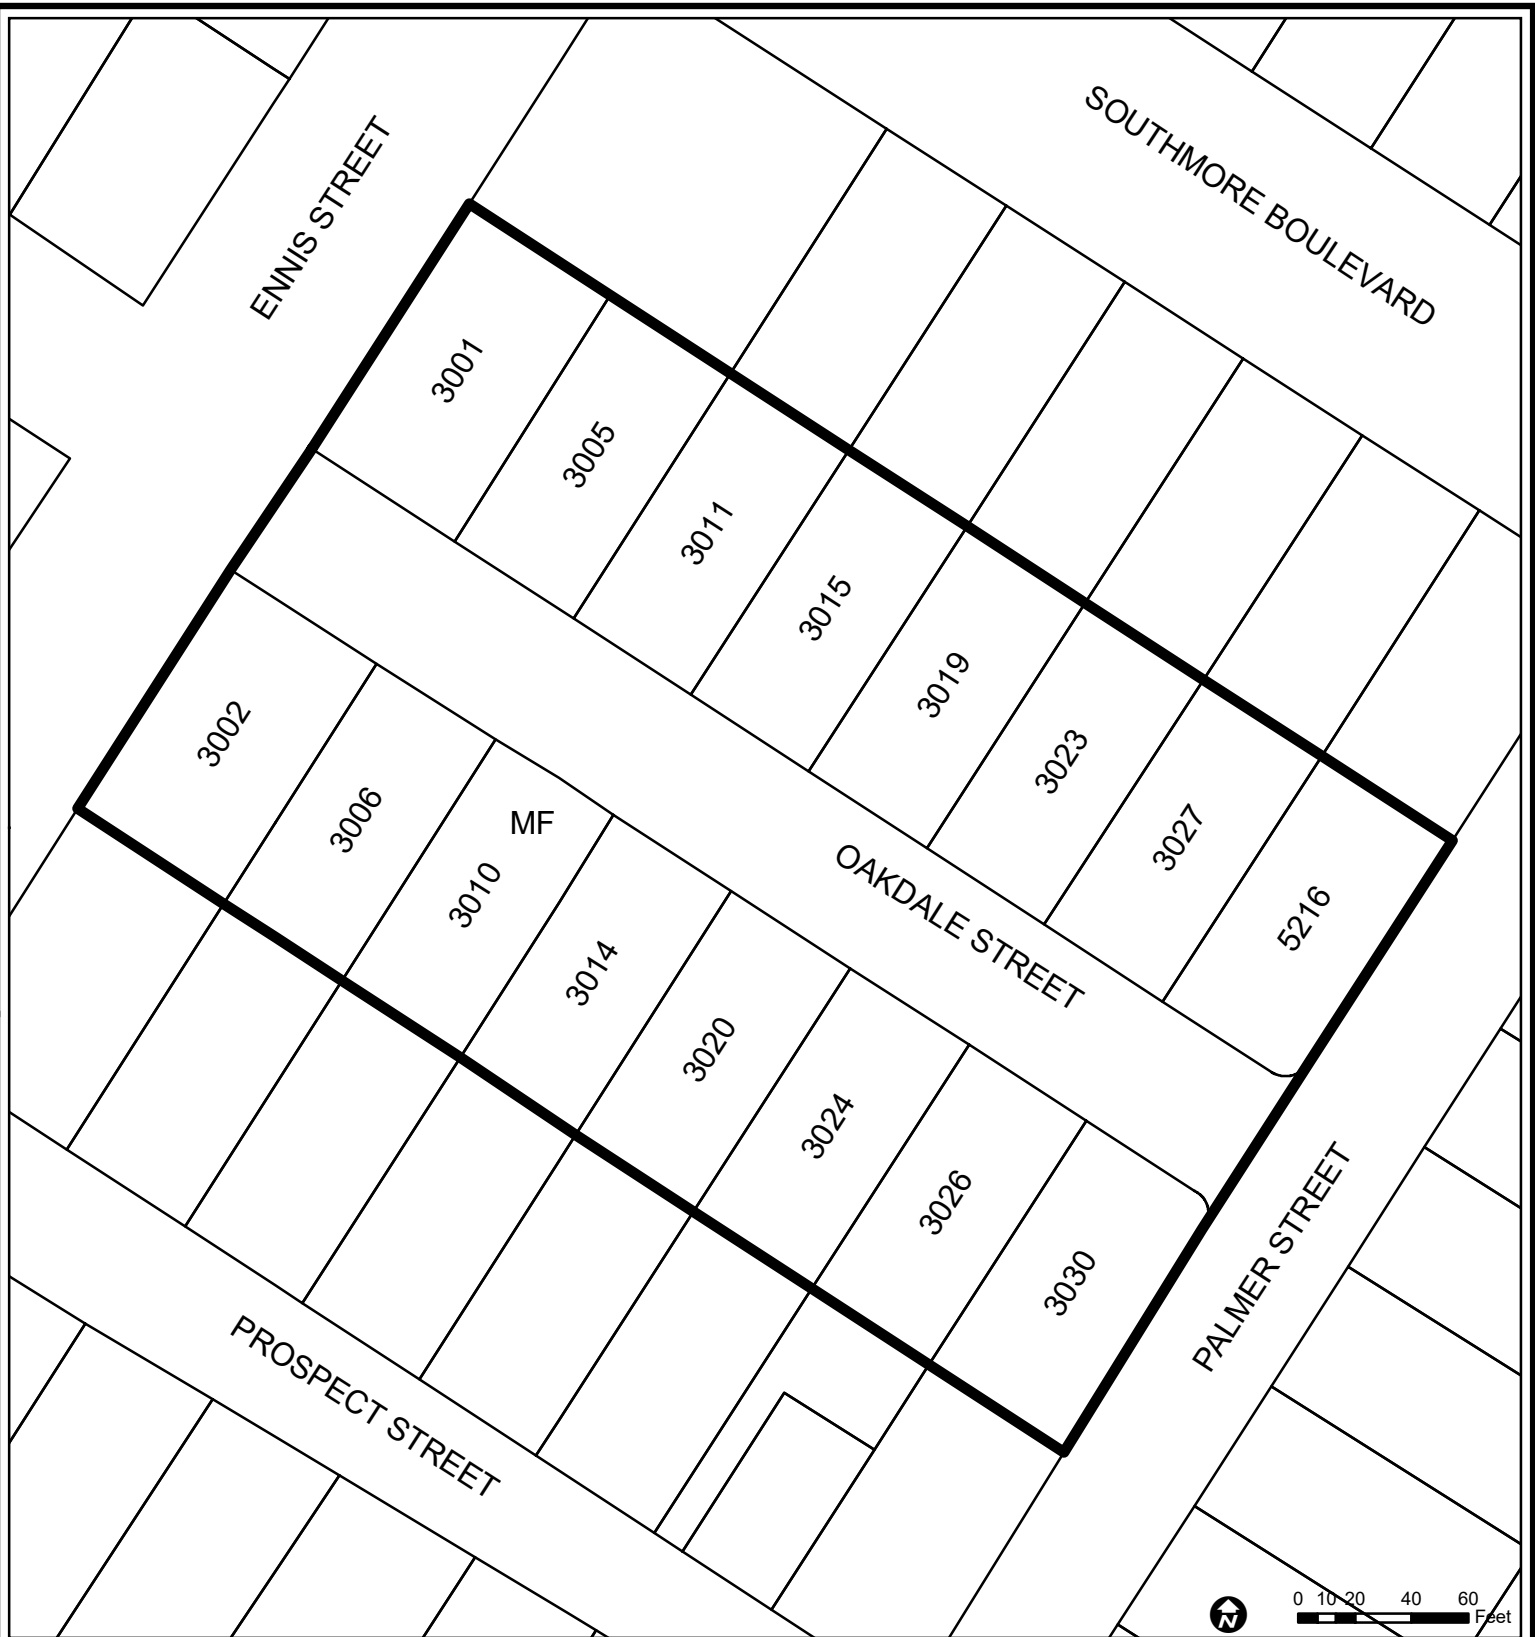 SOUTHMORE BOULEVARD
ENNIS STREET
3001
3005
3011
3015
3019
3023
3027
5216
OAKDALE STREET
3002
3006
MF
3010
3014
3020
3024
3026
3030
PALMER STREET
PROSPECT STREET
N
0 10 20 40 60
Feet